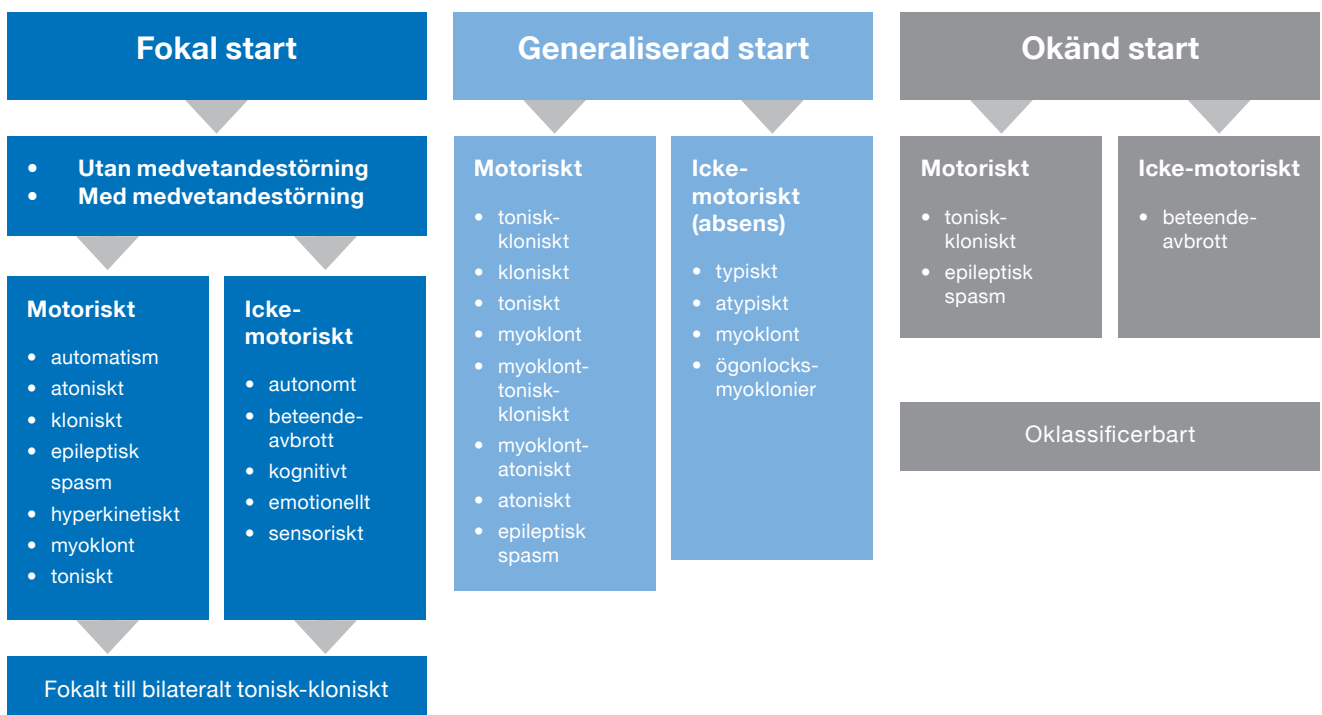 Fokal start
• Utan medvetandestörning
• Med medvetandestörning
Motoriskt
• automatism
• atoniskt
• kloniskt
• epileptisk
spasm
• hyperkinetiskt
• myoklont
• toniskt
Icke-
motoriskt
• autonomt
• beteende-
avbrott
• kognitivt
• emotionellt
• sensoriskt
Fokalt till bilateralt tonisk-kloniskt
Generaliserad start
Motoriskt
• tonisk-
kloniskt
• kloniskt
• toniskt
• myoklont
• myoklont-
tonisk-
kloniskt
• myoklont-
atoniskt
• atoniskt
• epileptisk
spasm
Icke-
motoriskt
(absens)
• typiskt
• atypiskt
• myoklont
• ögonlocks-
myoklonier
Okänd start
Motoriskt
• tonisk-
kloniskt
• epileptisk
spasm
Icke-motoriskt
• beteende-
avbrott
Oklassificerbart